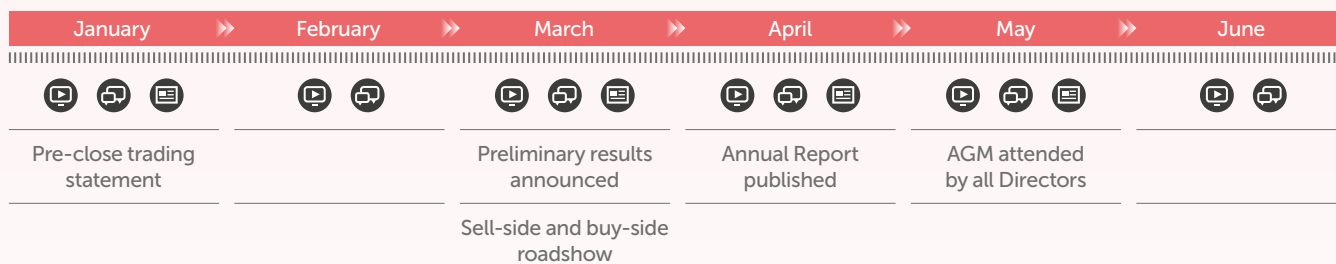 January
February
March
April
May
June
Pre-close trading
statement
Preliminary results
announced
Annual Report
published
AGM attended
by all Directors
Sell-side and buy-side
roadshow